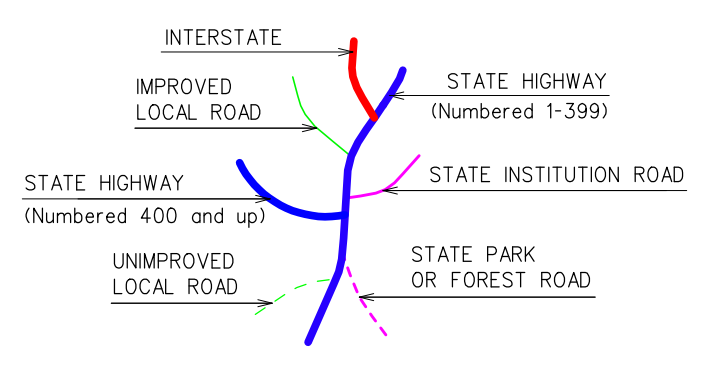 INTERSTATE
IMPROVED
LOCAL ROAD
STATE HIGHWAY
(Numbered 1-399)
STATE HIGHWAY
(Numbered 400 and up)
STATE INSTITUTION ROAD
UNIMPROVED
LOCAL ROAD
STATE PARK
OR FOREST ROAD